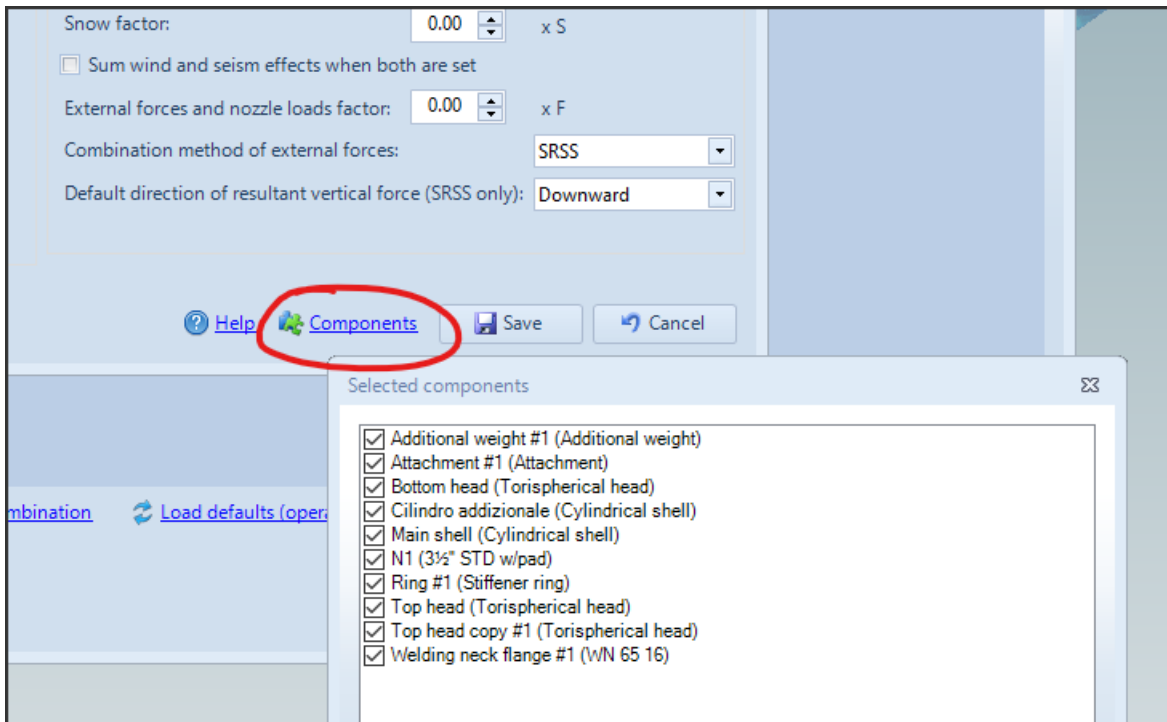 Snow factor: 0.00 x S
Sum wind and seism effects when both are set
External forces and nozzle loads factor: 0.00 x F
Combination method of external forces: SRSS
Default direction of resultant vertical force (SRSS only): Downward
Help Components Save Cancel
Selected components
Additional weight #1 (Additional weight)
Attachment #1 (Attachment)
Bottom head (Torispherical head)
Cilindro addizionale (Cylindrical shell)
Main shell (Cylindrical shell)
N1 (3½" STD w/pad)
Ring #1 (Stiffener ring)
Top head (Torispherical head)
Top head copy #1 (Torispherical head)
Welding neck flange #1 (WN 65 16)
mbination Load defaults (opera